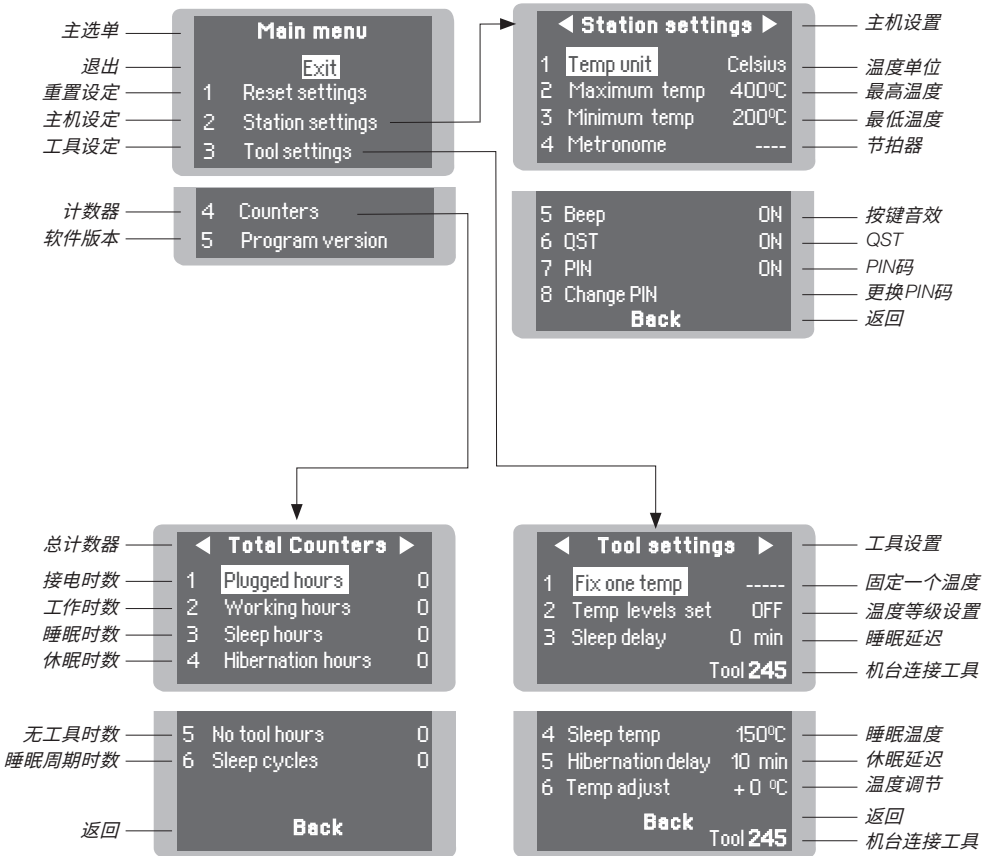 主选单
退出
重置设定
主机设定
工具设定
Main menu
Exit
1 Reset settings
2 Station settings
3 Tool settings
计数器
软件版本
4 Counters
5 Program version
◀ Station settings ▶
1 Temp unit Celsius
2 Maximum temp 400ºC
3 Minimum temp 200ºC
4 Metronome ----
主机设置
温度单位
最高温度
最低温度
节拍器
5 Beep ON
6 QST ON
7 PIN ON
8 Change PIN
Back
按键音效
QST
PIN码
更换PIN码
返回
总计数器
接电时数
工作时数
睡眠时数
休眠时数
◀ Total Counters ▶
1 Plugged hours 0
2 Working hours 0
3 Sleep hours 0
4 Hibernation hours 0
无工具时数
睡眠周期时数
返回
5 No tool hours 0
6 Sleep cycles 0
Back
◀ Tool settings ▶
1 Fix one temp -----
2 Temp levels set OFF
3 Sleep delay 0 min
Tool 245
工具设置
固定一个温度
温度等级设置
睡眠延迟
机台连接工具
4 Sleep temp 150ºC
5 Hibernation delay 10 min
6 Temp adjust +0 ºC
Back
Tool 245
睡眠温度
休眠延迟
温度调节
返回
机台连接工具